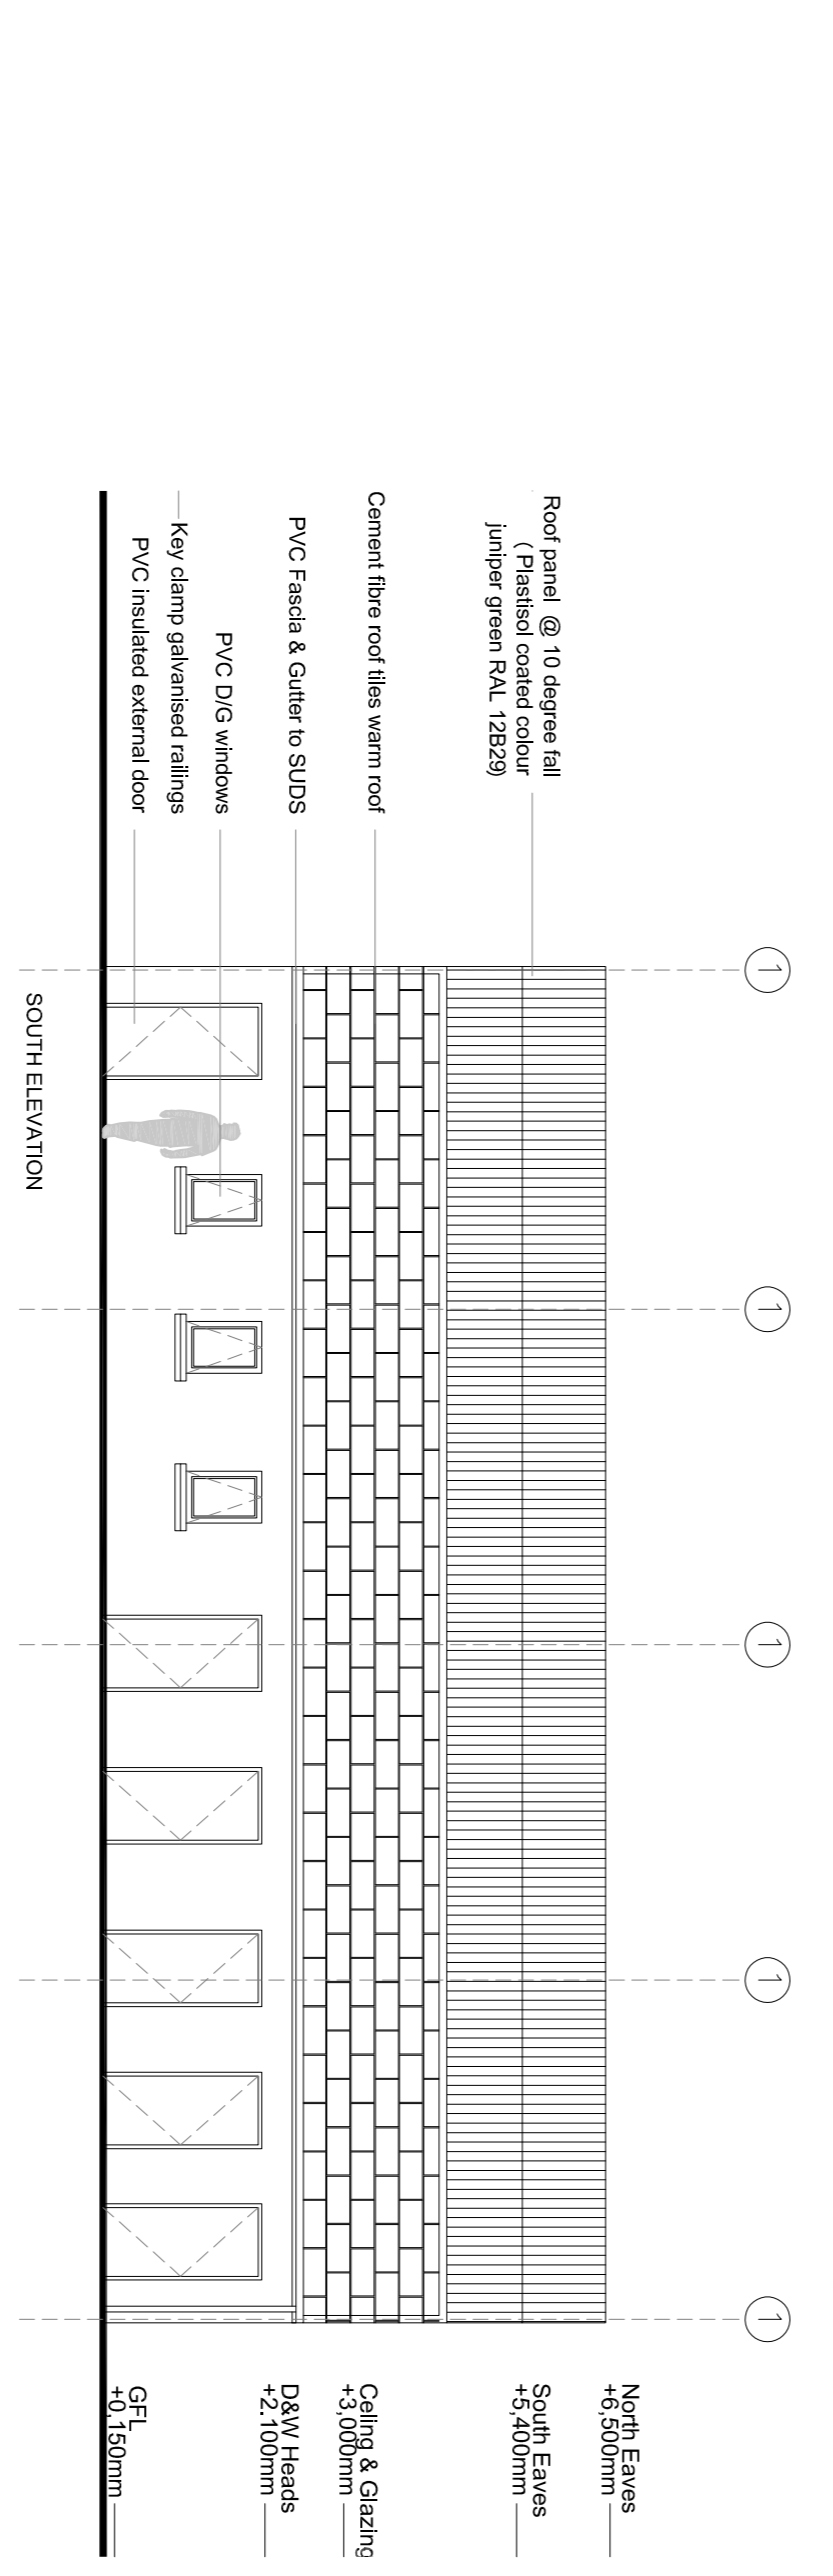 1
1
1
1
1
Roof panel @ 10 degree fall
( Plastisol coated colour
juniper green RAL 12B29)
Cement fibre roof tiles warm roof
PVC Fascia & Gutter to SUDS
PVC D/G windows
Key clamp galvanised railings
PVC insulated external door
North Eaves
+6,500mm
South Eaves
+5,400mm
Celing & Glazing
+3,000mm
D&W Heads
+2.100mm
GFL
+0,150mm
SOUTH ELEVATION